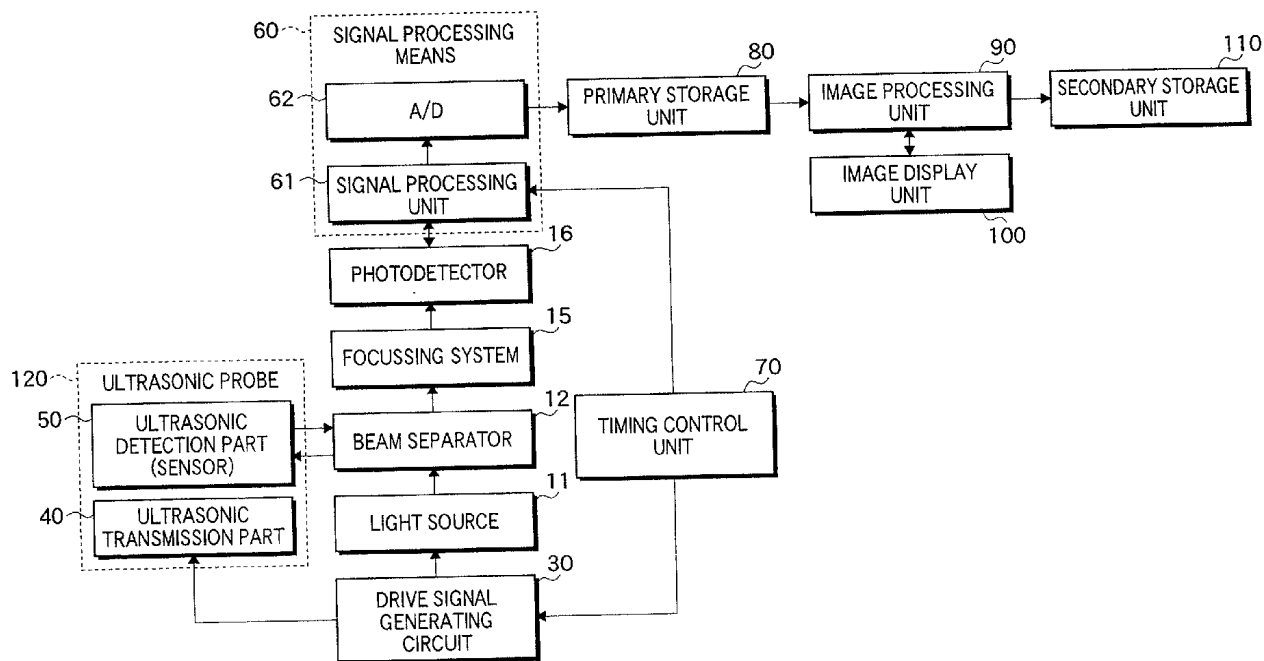 60
SIGNAL PROCESSING
MEANS
62
A/D
80
PRIMARY STORAGE
UNIT
90
IMAGE PROCESSING
UNIT
110
SECONDARY STORAGE
UNIT
61
SIGNAL PROCESSING
UNIT
IMAGE DISPLAY
UNIT
100
16
PHOTODETECTOR
15
FOCUSSING SYSTEM
120
ULTRASONIC PROBE
50
ULTRASONIC
DETECTION PART
(SENSOR)
12
BEAM SEPARATOR
70
TIMING CONTROL
UNIT
40
ULTRASONIC
TRANSMISSION PART
11
LIGHT SOURCE
30
DRIVE SIGNAL
GENERATING
CIRCUIT